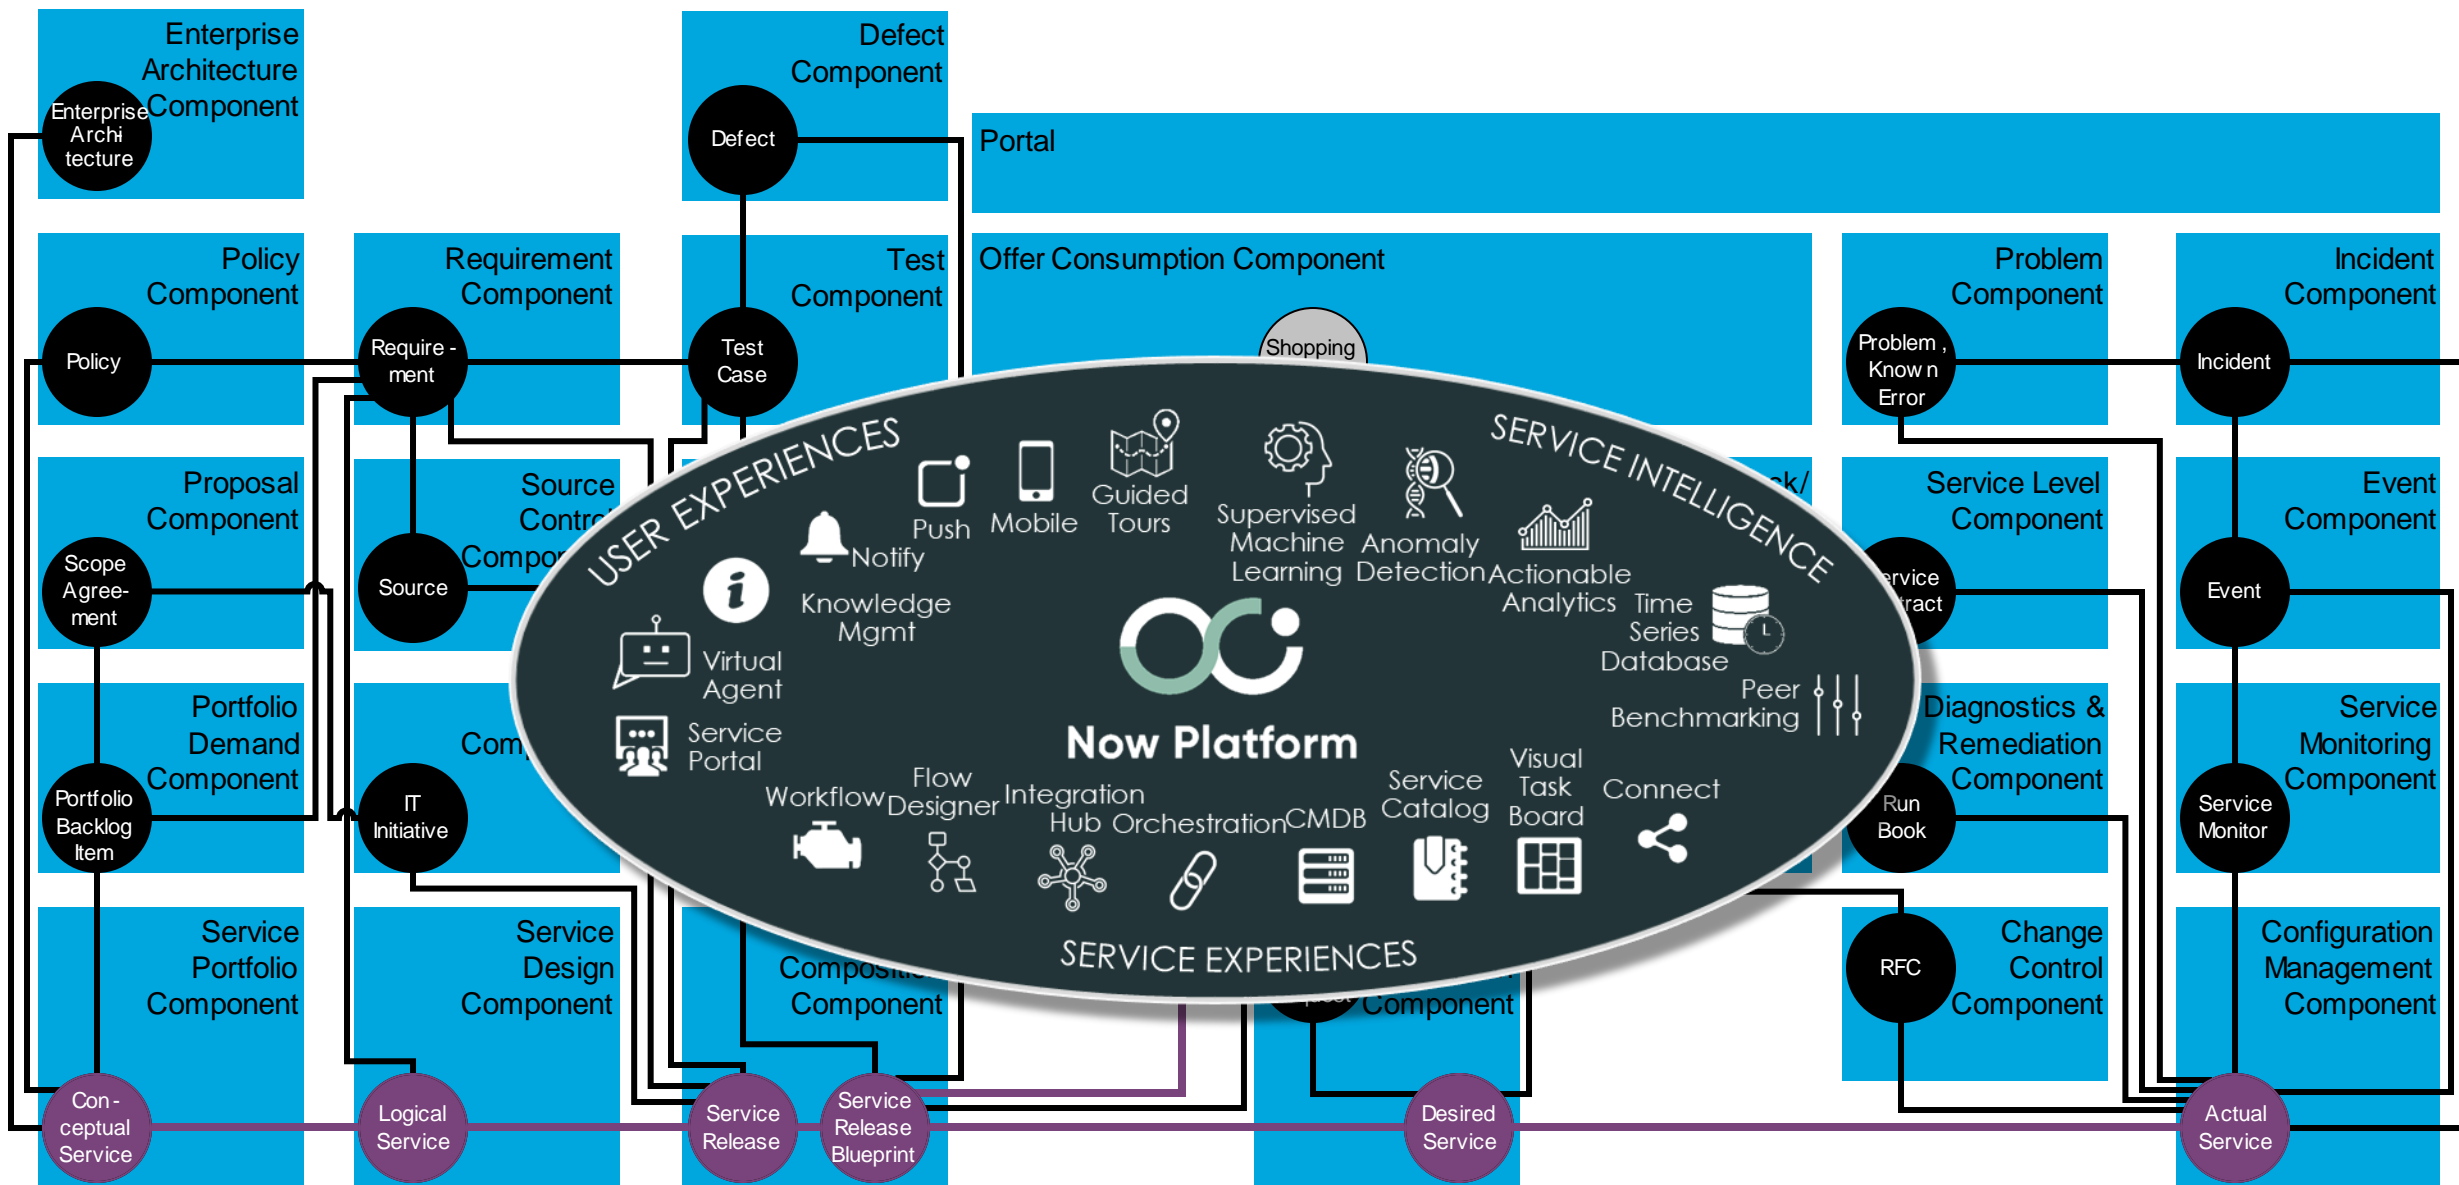 Enterprise
Architecture
Component
Enterprise
Archi-
tecture
Defect
Component
Defect
Portal
Policy
Component
Policy
Requirement
Component
Require-
ment
Test
Component
Test
Case
Offer Consumption Component
Shopping
Problem
Component
Problem,
Known
Error
Incident
Component
Incident
Proposal
Component
Scope
Agree-
ment
Source
Source
Service Level
Component
Event
Component
Event
Portfolio
Demand
Component
Portfolio
Backlog
Item
IT
Initiative
Diagnostics &
Remediation
Component
Run
Book
Service
Monitoring
Component
Service
Monitor
Service
Portfolio
Component
Con-
ceptual
Service
Service
Design
Component
Logical
Service
Component
Service
Release
Service
Release
Blueprint
Component
Desired
Service
Change
Control
Component
RFC
Configuration
Management
Component
Actual
Service
USER EXPERIENCES
Virtual
Agent
Service
Portal
Knowledge
Mgmt
Notify
Push
Mobile
Guided
Tours
SERVICE INTELLIGENCE
Supervised
Machine
Learning
Anomaly
Detection
Actionable
Analytics
Time
Series
Database
Peer
Benchmarking
Now Platform
Workflow
Flow
Designer
Integration
Hub
Orchestration
CMDB
Service
Catalog
Visual
Task
Board
Connect
SERVICE EXPERIENCES